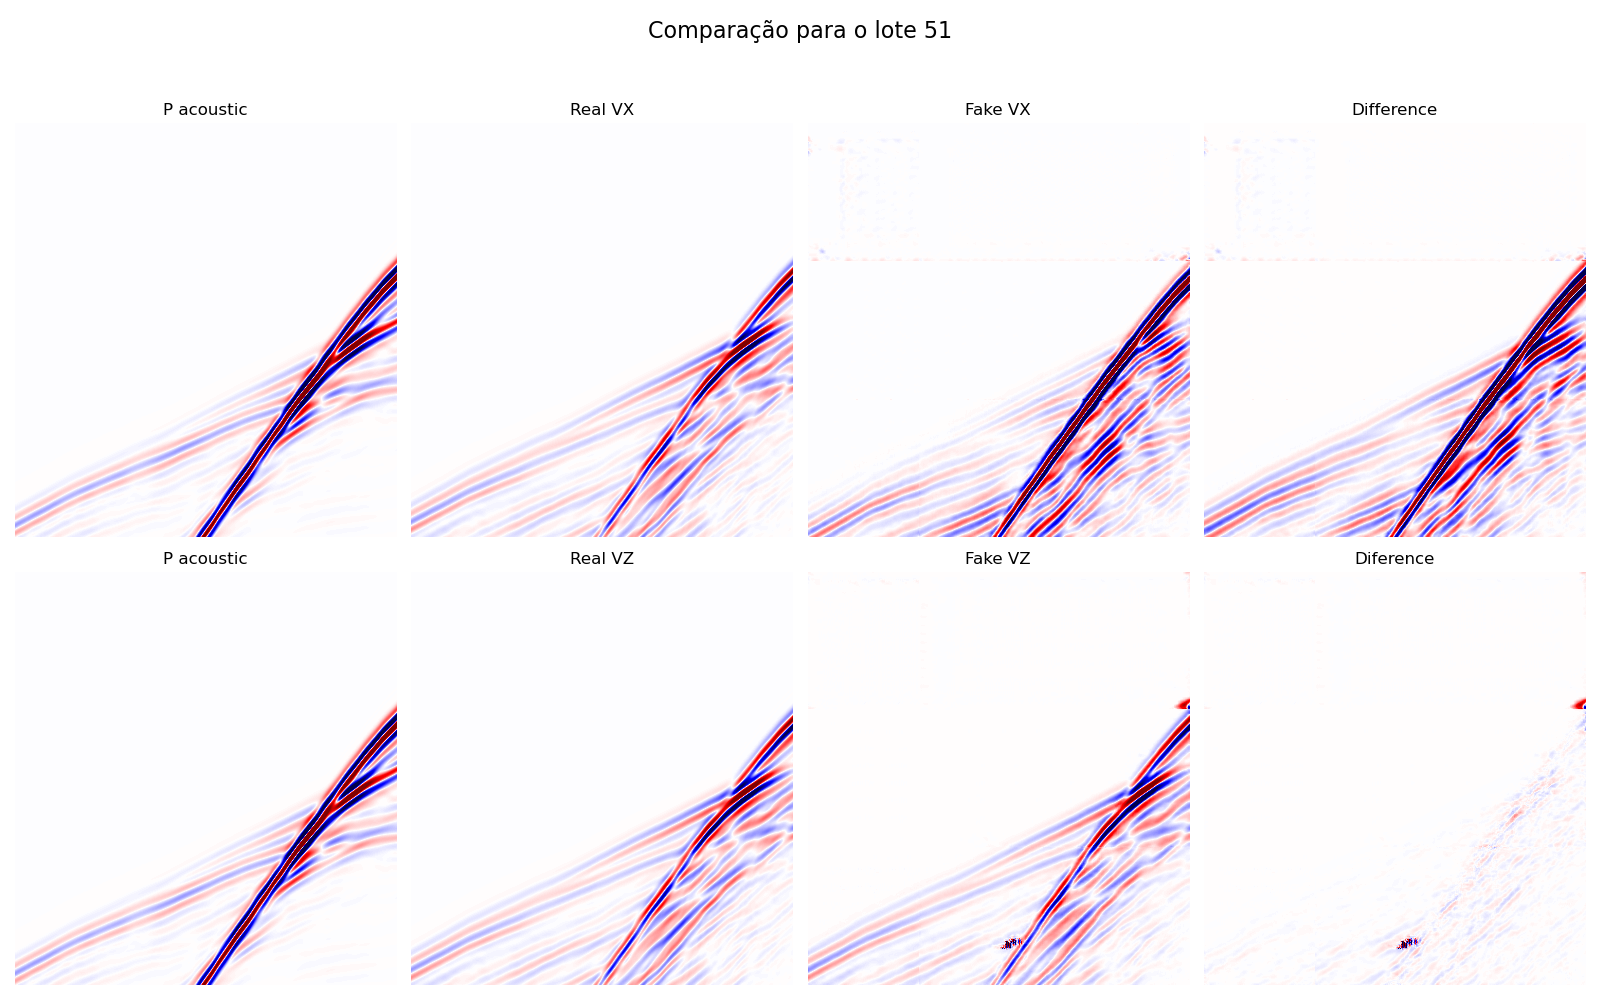 Comparação para o lote 51
P acoustic
Real VX
Fake VX
Difference
P acoustic
Real VZ
Fake VZ
Diference